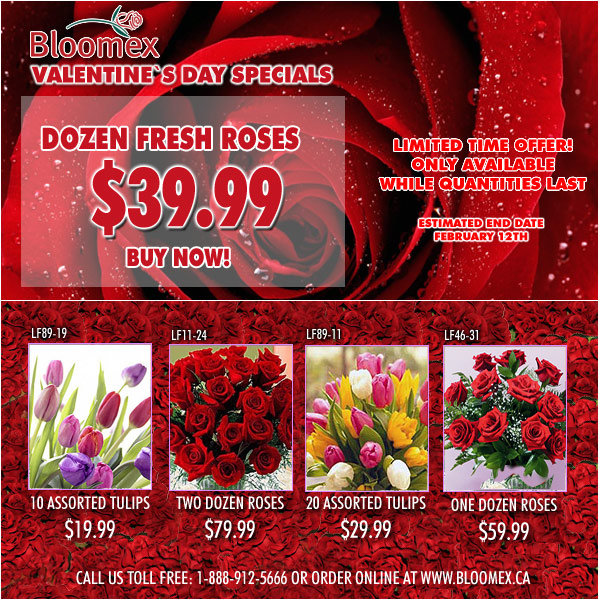 Bloomex
VALENTINE`S DAY SPECIALS
DOZEN FRESH ROSES
$39.99
BUY NOW!
LIMITED TIME OFFER!
ONLY AVAILABLE
WHILE QUANTITIES LAST
ESTIMATED END DATE
FEBRUARY 12TH
LF89-19
LF11-24
LF89-11
LF46-31
10 ASSORTED TULIPS
$19.99
TWO DOZEN ROSES
$79.99
20 ASSORTED TULIPS
$29.99
ONE DOZEN ROSES
$59.99
CALL US TOLL FREE: 1-888-912-5666 OR ORDER ONLINE AT WWW.BLOOMEX.CA